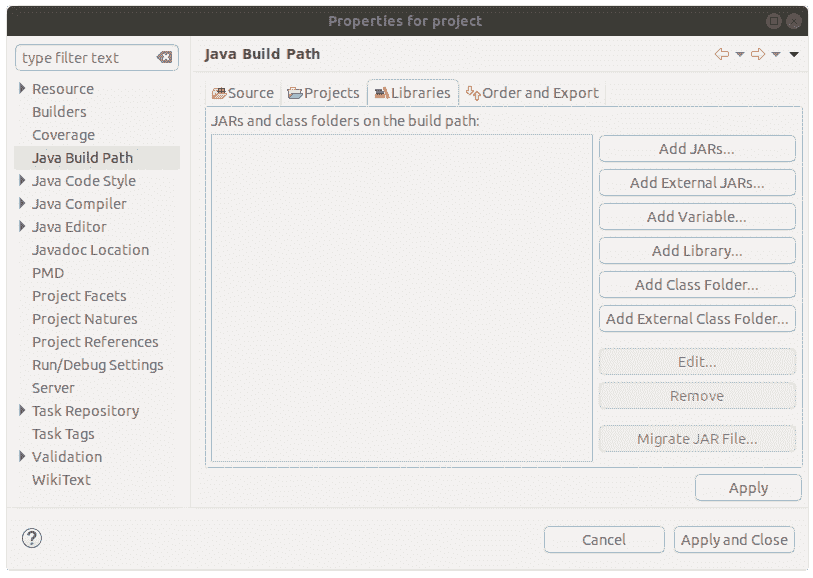 Properties for project
type filter text
Resource
Builders
Coverage
Java Build Path
Java Code Style
Java Compiler
Java Editor
Javadoc Location
PMD
Project Facets
Project Natures
Project References
Run/Debug Settings
Server
Task Repository
Task Tags
Validation
WikiText
Java Build Path
Source Projects Libraries Order and Export
JARs and class folders on the build path:
Add JARs...
Add External JARs...
Add Variable...
Add Library...
Add Class Folder...
Add External Class Folder...
Edit...
Remove
Migrate JAR File...
Apply
? Cancel Apply and Close